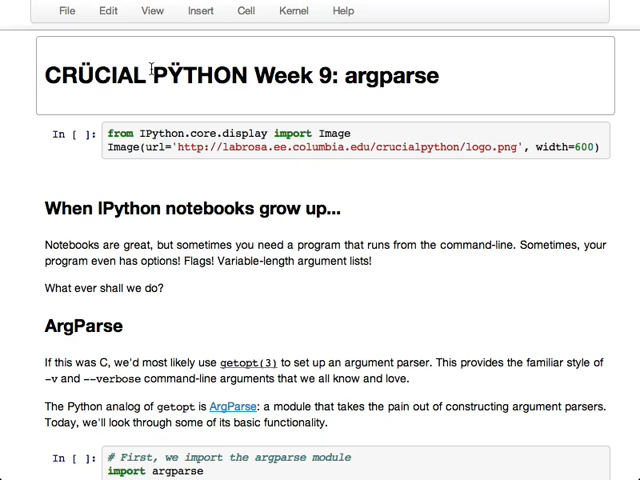 File Edit View Insert Cell Kernel Help
CRÜCIAL PŸTHON Week 9: argparse
In [ ]: from IPython.core.display import Image
Image(url='http://labrosa.ee.columbia.edu/crucialpython/logo.png', width=600)
When IPython notebooks grow up...
Notebooks are great, but sometimes you need a program that runs from the command-line. Sometimes, your
program even has options! Flags! Variable-length argument lists!
What ever shall we do?
ArgParse
If this was C, we'd most likely use getopt(3) to set up an argument parser. This provides the familiar style of
-v and --verbose command-line arguments that we all know and love.
The Python analog of getopt is ArgParse: a module that takes the pain out of constructing argument parsers.
Today, we'll look through some of its basic functionality.
In [ ]: # First, we import the argparse module
import argparse